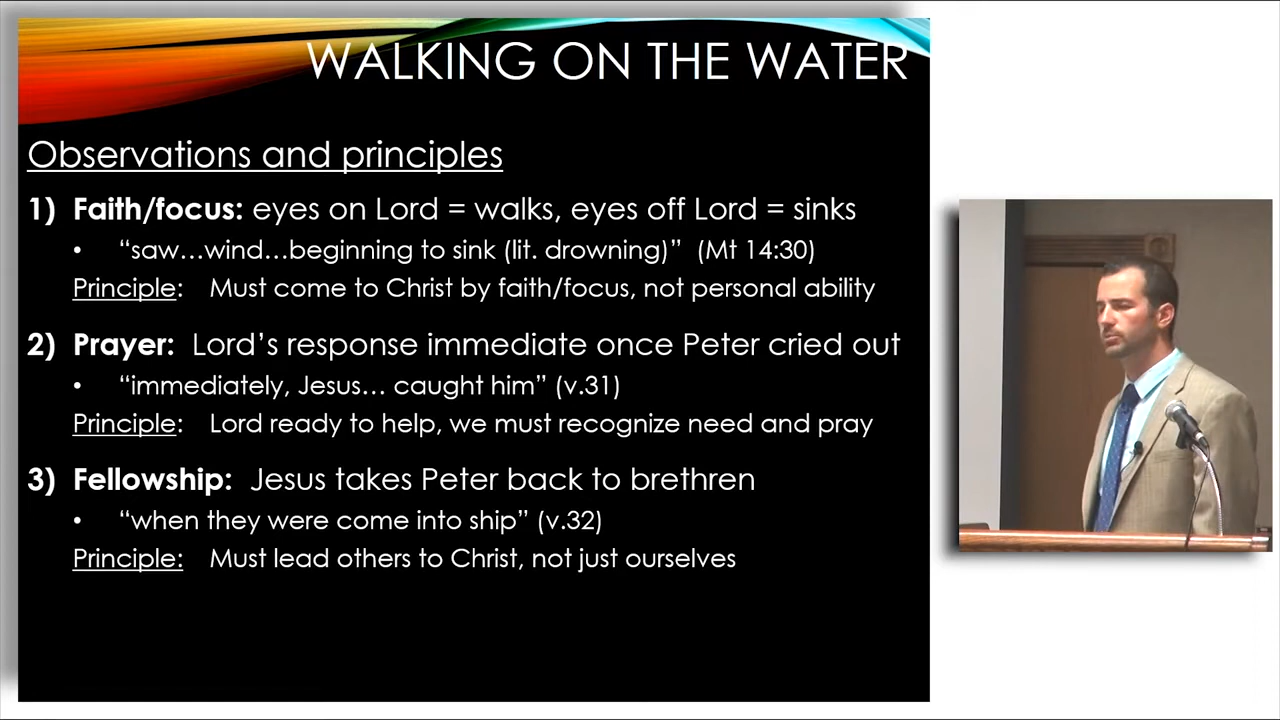 WALKING ON THE WATER
Observations and principles
1) Faith/focus: eyes on Lord = walks, eyes off Lord = sinks
• “saw…wind…beginning to sink (lit. drowning)” (Mt 14:30)
Principle: Must come to Christ by faith/focus, not personal ability
2) Prayer: Lord’s response immediate once Peter cried out
• “immediately, Jesus… caught him” (v.31)
Principle: Lord ready to help, we must recognize need and pray
3) Fellowship: Jesus takes Peter back to brethren
• “when they were come into ship” (v.32)
Principle: Must lead others to Christ, not just ourselves